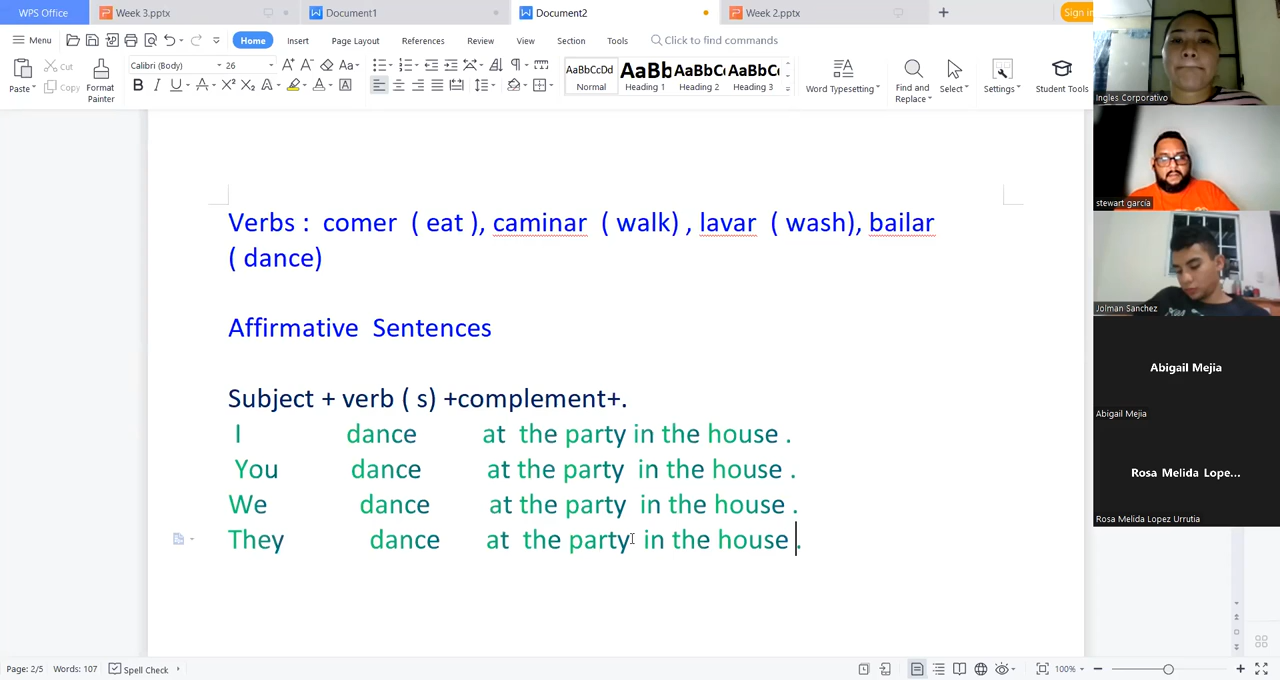 WPS Office Week 3.pptx Document1 Document2 Week 2.pptx + Sign in
Menu Home Insert Page Layout References Review View Section Tools Click to find commands
Paste Cut Copy Format Painter Calibri (Body) 26 AaBbCcDd Normal AaBb Heading 1 AaBbC Heading 2 AaBbC Heading 3 Word Typesetting Find and Replace Select Settings Student Tools
Ingles Corporativo
stewart garcía
Jolman Sanchez
Abigail Mejia
Abigail Mejia
Rosa Melida Lope...
Rosa Melida Lopez Urrutia
Verbs : comer ( eat ), caminar ( walk) , lavar ( wash), bailar
( dance)
Affirmative Sentences
Subject + verb ( s) +complement+.
I dance at the party in the house .
You dance at the party in the house .
We dance at the party in the house .
They dance at the party in the house .
Page: 2/5 Words: 107 Spell Check 100%